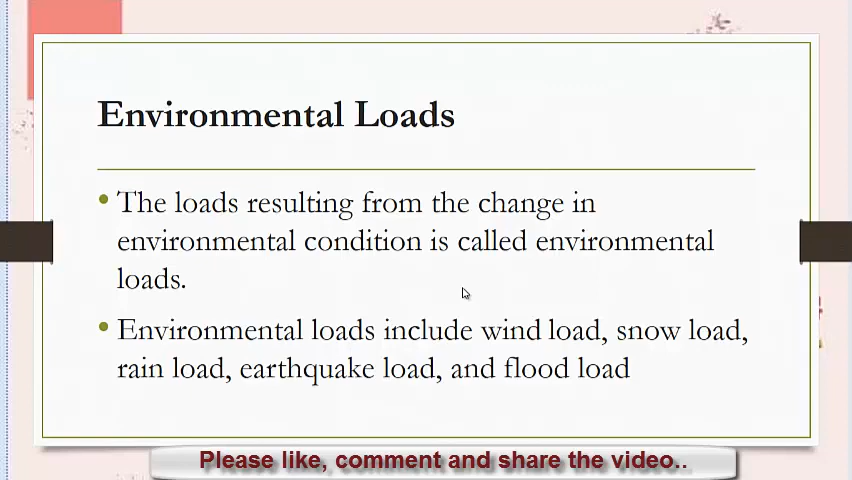 Environmental Loads
• The loads resulting from the change in
environmental condition is called environmental
loads.
• Environmental loads include wind load, snow load,
rain load, earthquake load, and flood load
Please like, comment and share the video..